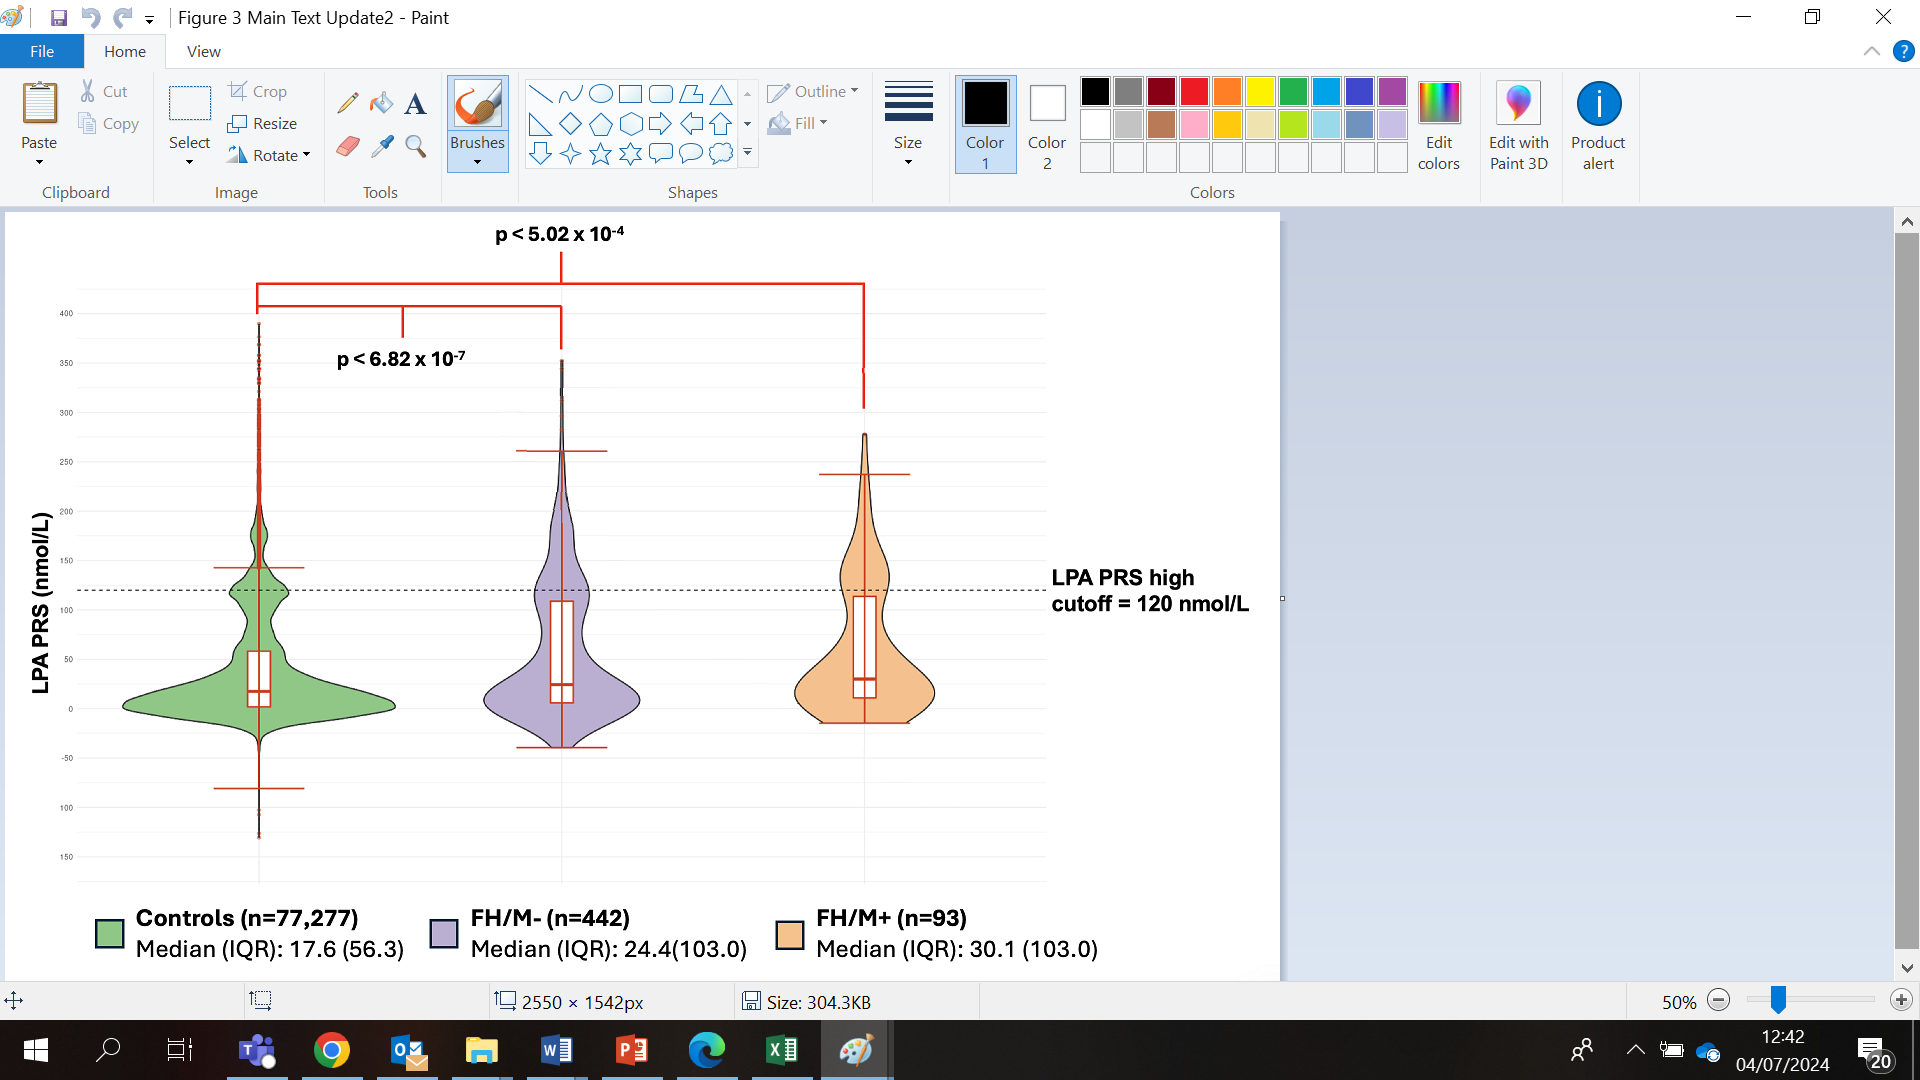 Figure 3 Main Text Update2 - Paint
File
Home
View
Paste
Cut
Copy
Clipboard
Select
Crop
Resize
Rotate
Image
A
Tools
Brushes
Outline
Fill
Shapes
Size
Color 1
Color 2
Edit colors
Colors
Edit with Paint 3D
Product alert
p < 5.02 x 10-4
p < 6.82 x 10-7
400
350
300
250
200
150
100
50
0
-50
100
150
LPA PRS (nmol/L)
LPA PRS high
cutoff = 120 nmol/L
Controls (n=77,277)
Median (IQR): 17.6 (56.3)
FH/M- (n=442)
Median (IQR): 24.4(103.0)
FH/M+ (n=93)
Median (IQR): 30.1 (103.0)
2550 × 1542px
Size: 304.3KB
50%
12:42
04/07/2024
20